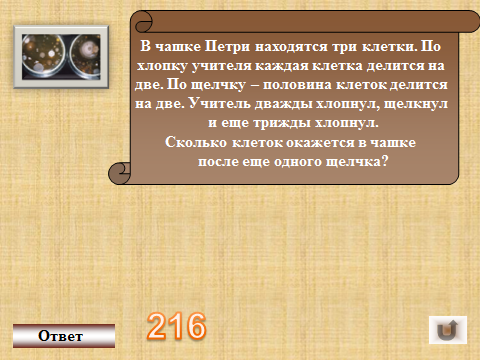 В чашке Петри находятся три клетки. По
хлопку учителя каждая клетка делится на
две. По щелчку – половина клеток делится
на две. Учитель дважды хлопнул, щелкнул
и еще трижды хлопнул.
Сколько клеток окажется в чашке
после еще одного щелчка?
216
Ответ